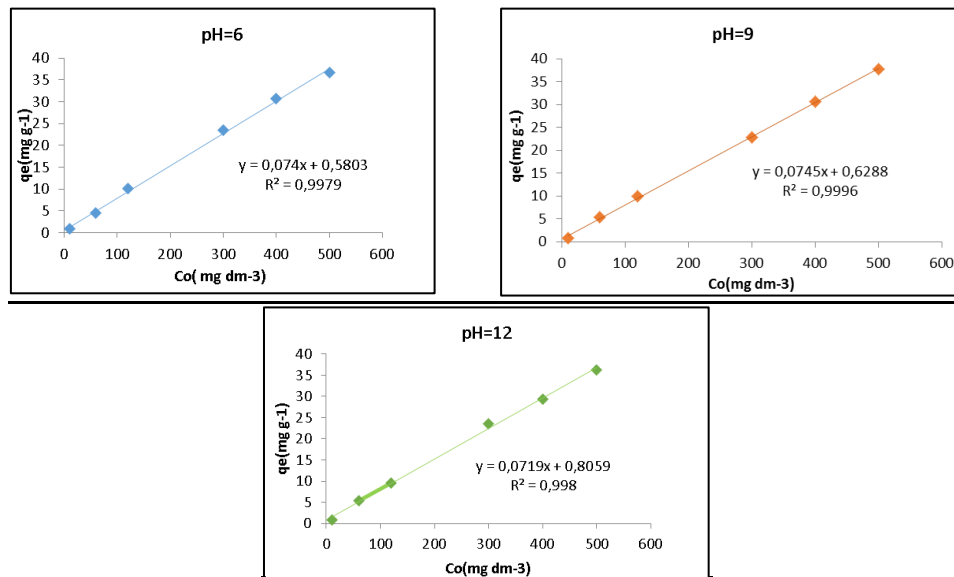 pH=6
qe(mg g-1)
40
35
30
25
20
15
10
5
0
y = 0,074x + 0,5803
R² = 0,9979
0 100 200 300 400 500 600
Co( mg dm-3)
pH=9
qe(mg g-1)
40
35
30
25
20
15
10
5
0
y = 0,0745x + 0,6288
R² = 0,9996
0 100 200 300 400 500 600
Co(mg dm-3)
pH=12
qe(mg g-1)
40
35
30
25
20
15
10
5
0
y = 0,0719x + 0,8059
R² = 0,998
0 100 200 300 400 500 600
Co(mg dm-3)